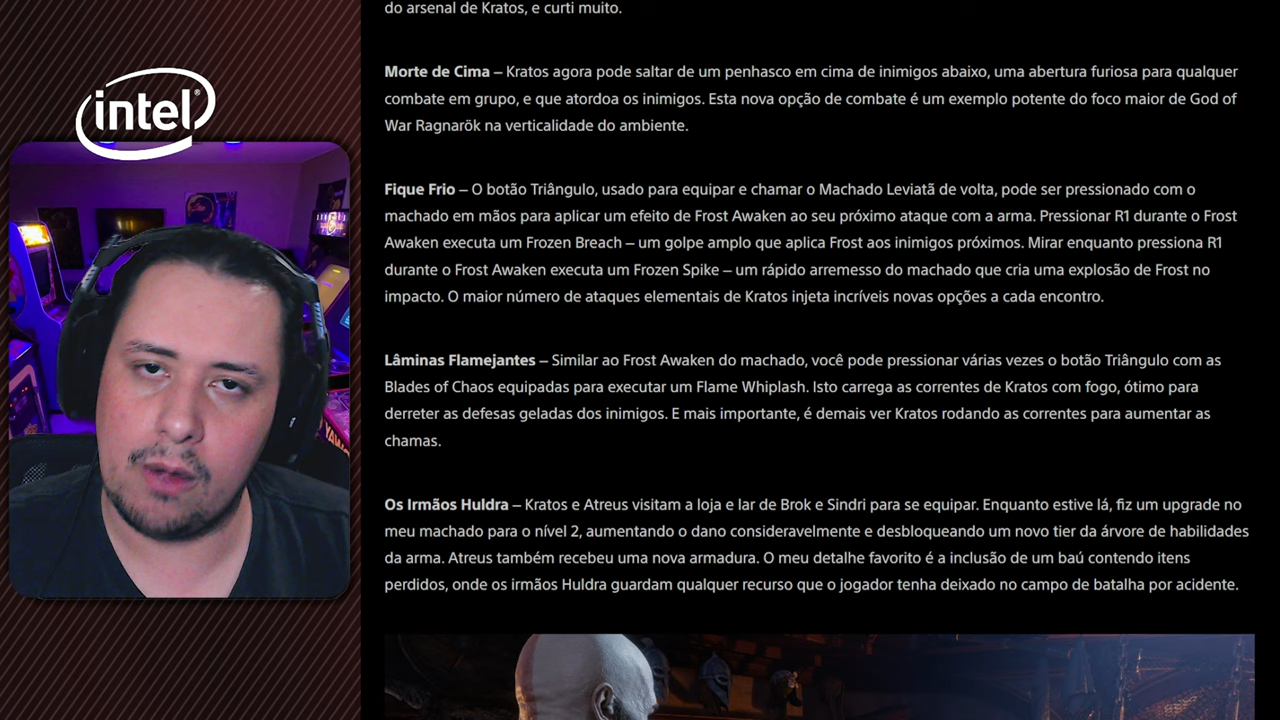 intel®
do arsenal de Kratos, e curti muito.
Morte de Cima – Kratos agora pode saltar de um penhasco em cima de inimigos abaixo, uma abertura furiosa para qualquer
combate em grupo, e que atordoa os inimigos. Esta nova opção de combate é um exemplo potente do foco maior de God of
War Ragnarök na verticalidade do ambiente.
Fique Frio – O botão Triângulo, usado para equipar e chamar o Machado Leviatã de volta, pode ser pressionado com o
machado em mãos para aplicar um efeito de Frost Awaken ao seu próximo ataque com a arma. Pressionar R1 durante o Frost
Awaken executa um Frozen Breach – um golpe amplo que aplica Frost aos inimigos próximos. Mirar enquanto pressiona R1
durante o Frost Awaken executa um Frozen Spike – um rápido arremesso do machado que cria uma explosão de Frost no
impacto. O maior número de ataques elementais de Kratos injeta incríveis novas opções a cada encontro.
Lâminas Flamejantes – Similar ao Frost Awaken do machado, você pode pressionar várias vezes o botão Triângulo com as
Blades of Chaos equipadas para executar um Flame Whiplash. Isto carrega as correntes de Kratos com fogo, ótimo para
derreter as defesas geladas dos inimigos. E mais importante, é demais ver Kratos rodando as correntes para aumentar as
chamas.
Os Irmãos Huldra – Kratos e Atreus visitam a loja e lar de Brok e Sindri para se equipar. Enquanto estive lá, fiz um upgrade no
meu machado para o nível 2, aumentando o dano consideravelmente e desbloqueando um novo tier da árvore de habilidades
da arma. Atreus também recebeu uma nova armadura. O meu detalhe favorito é a inclusão de um baú contendo itens
perdidos, onde os irmãos Huldra guardam qualquer recurso que o jogador tenha deixado no campo de batalha por acidente.